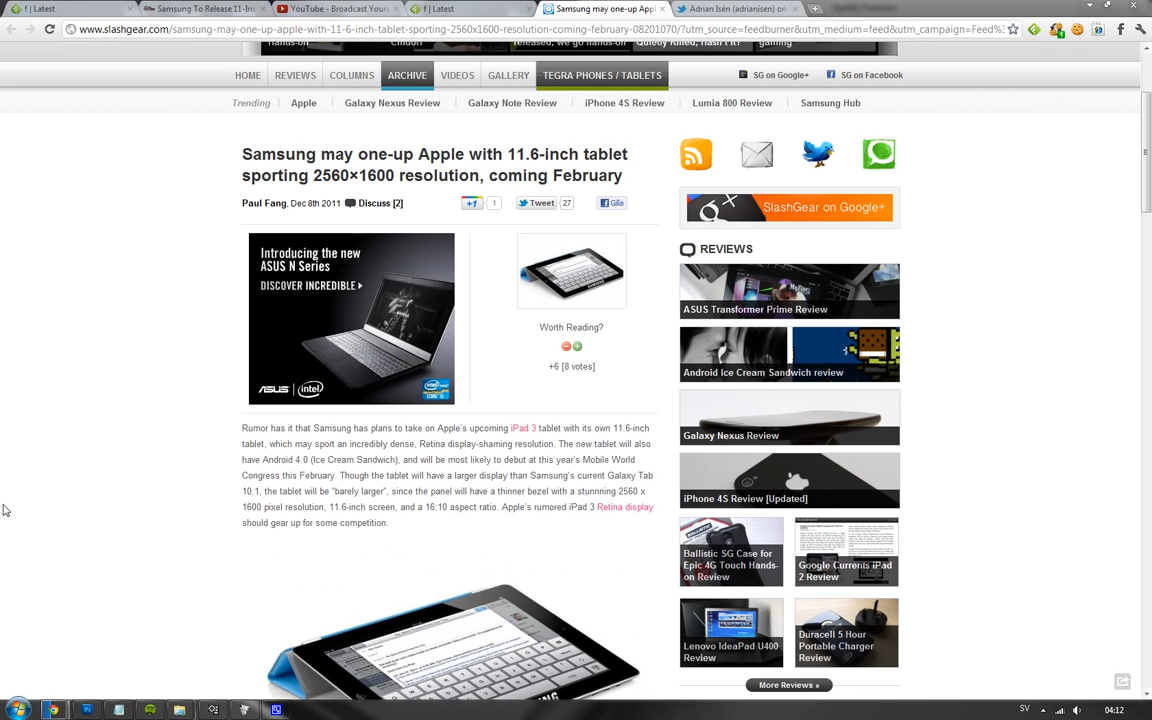 f | Latest
Samsung To Release 11-Inc
YouTube - Broadcast Yours
f | Latest
Samsung may one-up Appl
Adrian Isén (adrianisen) on
www.slashgear.com/samsung-may-one-up-apple-with-11-6-inch-tablet-sporting-2560x1600-resolution-coming-february-08201070/?utm_source=feedburner&utm_medium=feed&utm_campaign=Feed%
HOME REVIEWS COLUMNS ARCHIVE VIDEOS GALLERY TEGRA PHONES / TABLETS SG on Google+ SG on Facebook
Trending Apple Galaxy Nexus Review Galaxy Note Review iPhone 4S Review Lumia 800 Review Samsung Hub
Samsung may one-up Apple with 11.6-inch tablet
sporting 2560×1600 resolution, coming February
Paul Fang, Dec 8th 2011 Discuss [2] +1 1 Tweet 27 Gilla
Introducing the new
ASUS N Series
DISCOVER INCREDIBLE
ASUS intel
intel
CORE i5
SAMSUNG
Worth Reading?
+6 [8 votes]
Rumor has it that Samsung has plans to take on Apple's upcoming iPad 3 tablet with its own 11.6-inch
tablet, which may sport an incredibly dense, Retina display-shaming resolution. The new tablet will also
have Android 4.0 (Ice Cream Sandwich), and will be most likely to debut at this year's Mobile World
Congress this February. Though the tablet will have a larger display than Samsung's current Galaxy Tab
10.1, the tablet will be "barely larger", since the panel will have a thinner bezel with a stunnning 2560 x
1600 pixel resolution, 11.6-inch screen, and a 16:10 aspect ratio. Apple's rumored iPad 3 Retina display
should gear up for some competition.
SlashGear on Google+
REVIEWS
ASUS Transformer Prime Review
Android Ice Cream Sandwich review
Galaxy Nexus Review
iPhone 4S Review [Updated]
Ballistic SG Case for
Epic 4G Touch Hands-
on Review
Google Currents iPad
2 Review
Lenovo IdeaPad U400
Review
Duracell 5 Hour
Portable Charger
Review
More Reviews »
SV 04:12